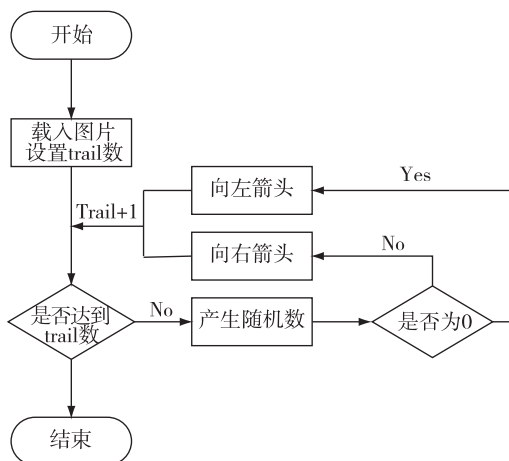 开始
载入图片
设置trail数
向左箭头
Yes
Trail+1
向右箭头
No
是否达到
trail数
No
产生随机数
是否为0
结束